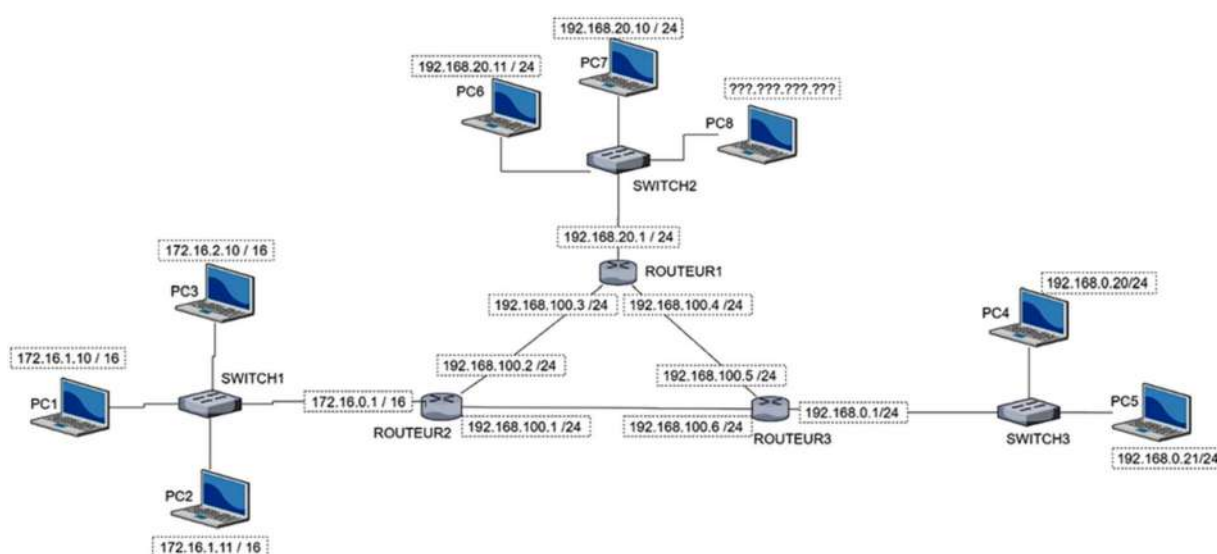 192.168.20.10 / 24
192.168.20.11 / 24
PC7
PC6
???.???.???.???
PC8
SWITCH2
192.168.20.1 / 24
ROUTEUR1
172.16.2.10 / 16
PC3
192.168.100.3 /24
192.168.100.4 /24
192.168.0.20/24
PC4
172.16.1.10 / 16
SWITCH1
192.168.100.2 /24
192.168.100.5 /24
PC1
172.16.0.1 / 16
192.168.0.1/24
PC5
ROUTEUR2
192.168.100.1 /24
192.168.100.6 /24
ROUTEUR3
SWITCH3
192.168.0.21/24
PC2
172.16.1.11 / 16